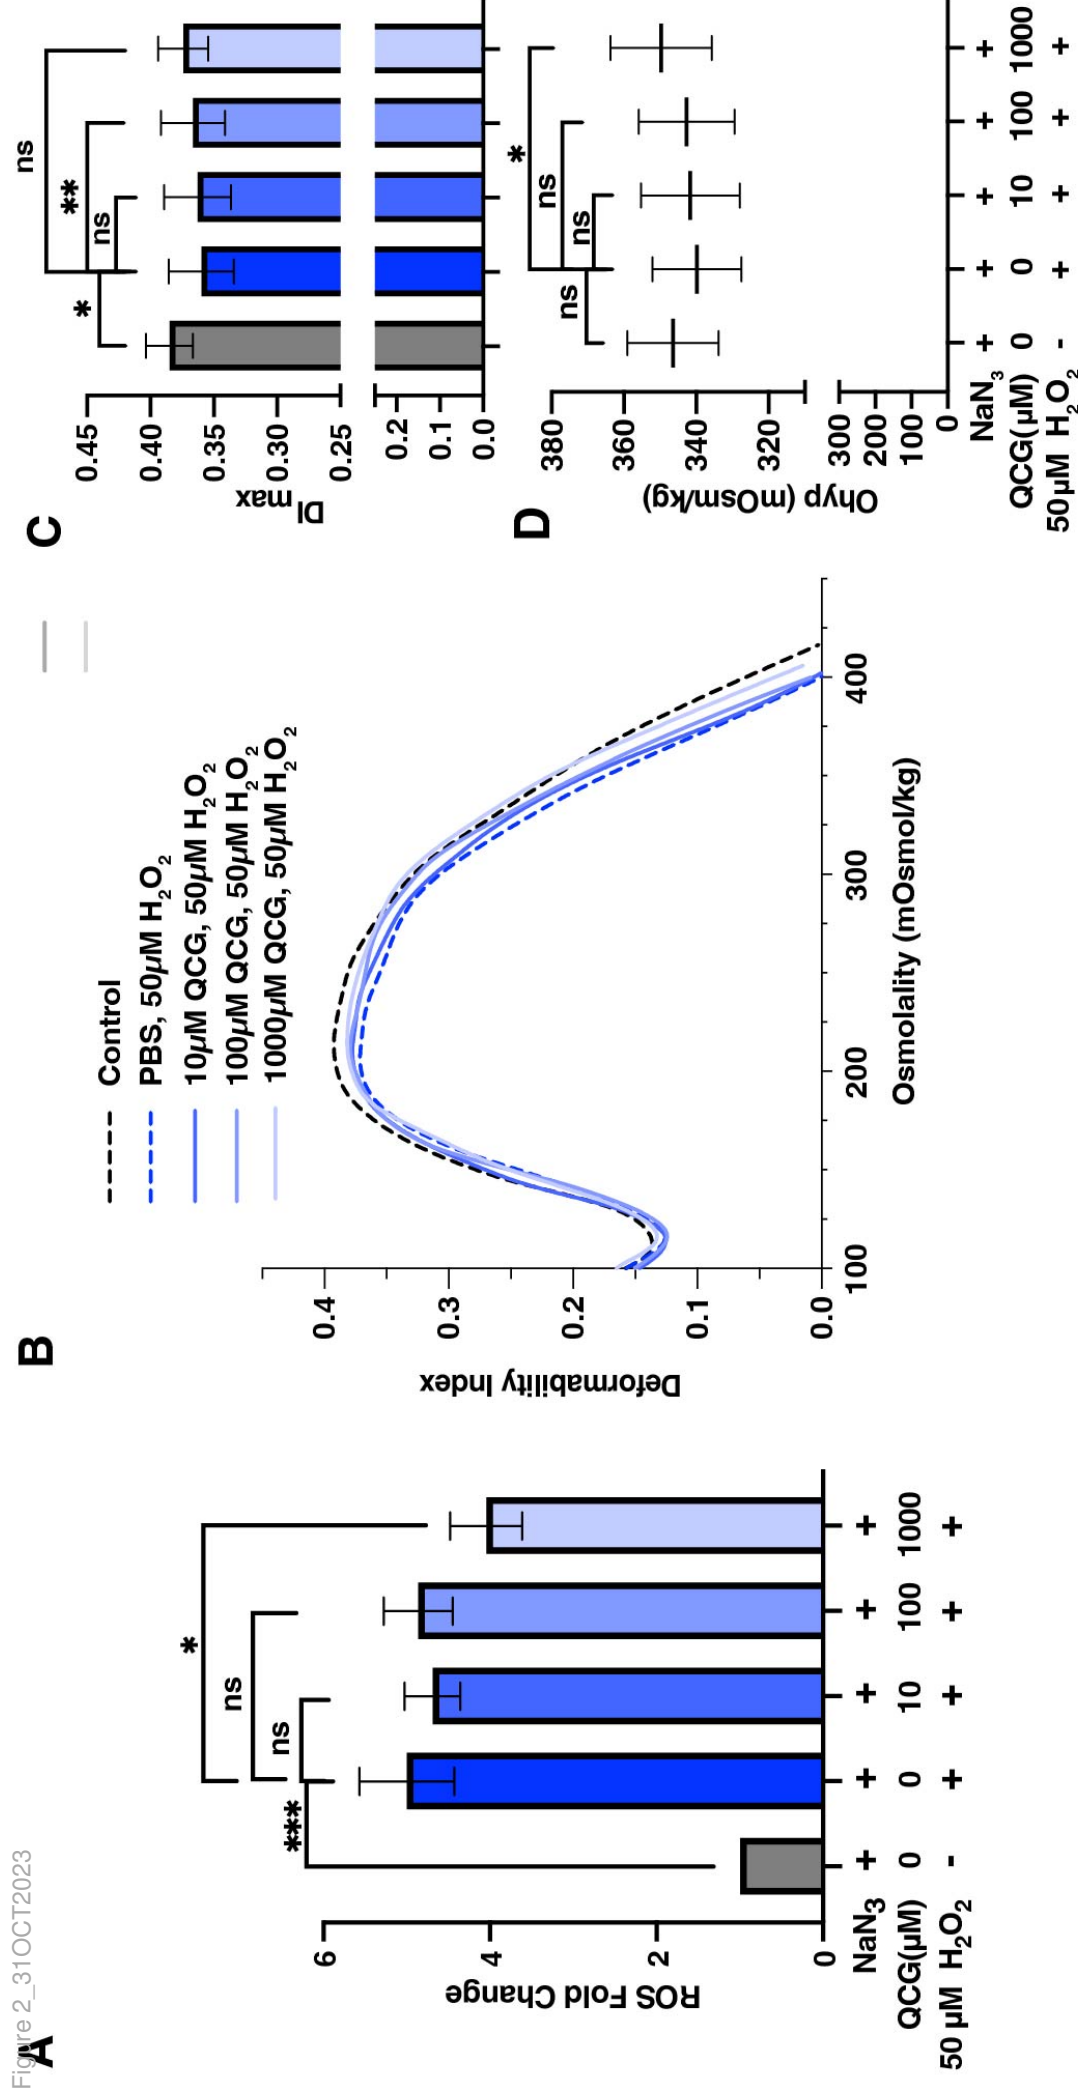 Figure 2_31OCT2023
A
ROS Fold Change
6
4
2
0
***
ns
ns
*
NaN3 + + + + +
QCG(μM) 0 0 10 100 1000
50 μM H2O2 - + + + +
B
Control
PBS, 50μM H2O2
10μM QCG, 50μM H2O2
100μM QCG, 50μM H2O2
1000μM QCG, 50μM H2O2
Deformability Index
0.4
0.3
0.2
0.1
0.0
100 200 300 400
Osmolality (mOsmol/kg)
C
DI max
0.45
0.40
0.35
0.30
0.25
0.2
0.1
0.0
*
ns
**
ns
D
Ohyp (mOsm/kg)
380
360
340
320
300
200
100
0
ns
ns
ns
*
NaN3 + + + + +
QCG(μM) 0 0 10 100 1000
50μM H2O2 - + + + +